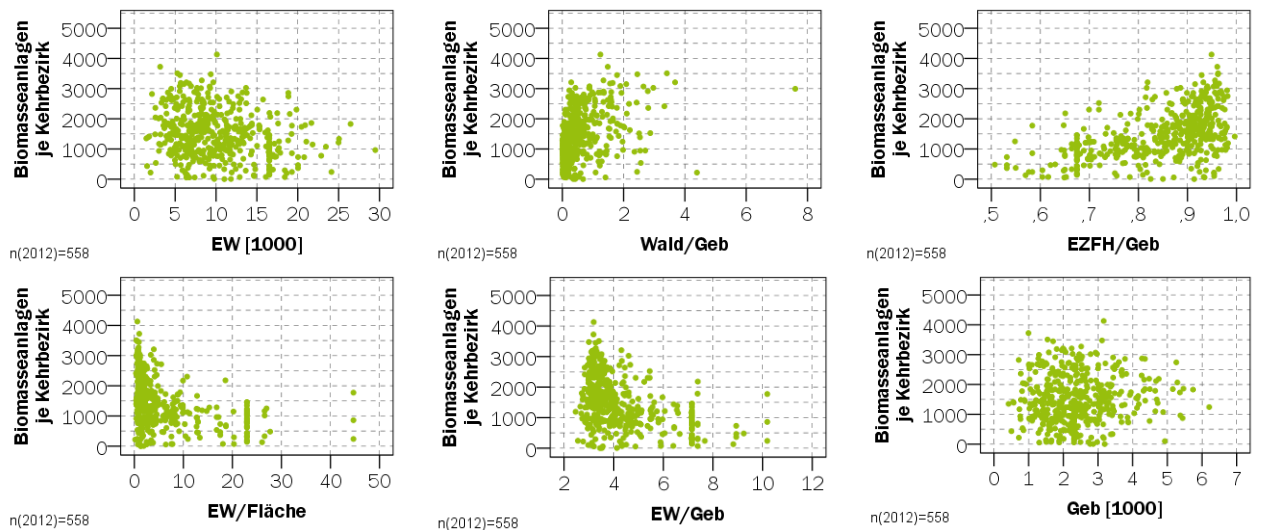 Biomasseanlagen
je Kehrbezirk
5000
4000
3000
2000
1000
0
0 5 10 15 20 25 30
EW [1000]
n(2012)=558
Biomasseanlagen
je Kehrbezirk
5000
4000
3000
2000
1000
0
0 2 4 6 8
Wald/Geb
n(2012)=558
Biomasseanlagen
je Kehrbezirk
5000
4000
3000
2000
1000
0
,5 ,6 ,7 ,8 ,9 1,0
EZFH/Geb
n(2012)=558
Biomasseanlagen
je Kehrbezirk
5000
4000
3000
2000
1000
0
0 10 20 30 40 50
EW/Fläche
n(2012)=558
Biomasseanlagen
je Kehrbezirk
5000
4000
3000
2000
1000
0
2 4 6 8 10 12
EW/Geb
n(2012)=558
Biomasseanlagen
je Kehrbezirk
5000
4000
3000
2000
1000
0
0 1 2 3 4 5 6 7
Geb [1000]
n(2012)=558